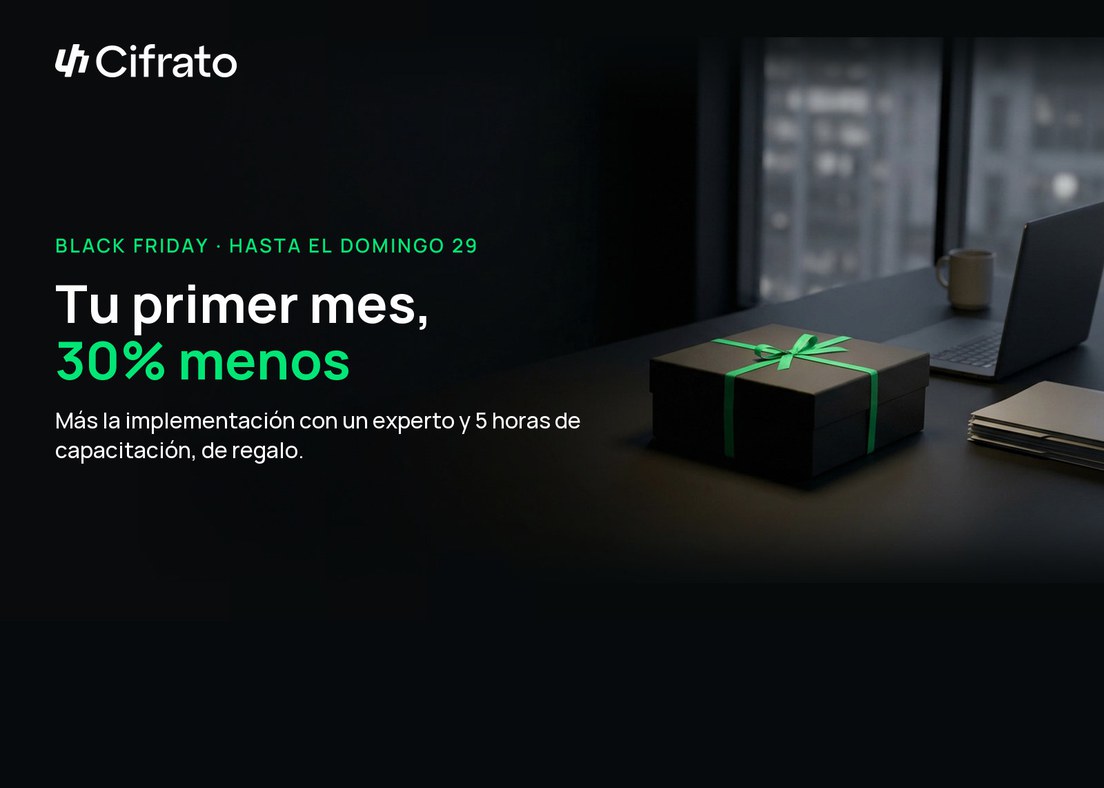 Cifrato
BLACK FRIDAY · HASTA EL DOMINGO 29
Tu primer mes,
30% menos
Más la implementación con un experto y 5 horas de
capacitación, de regalo.